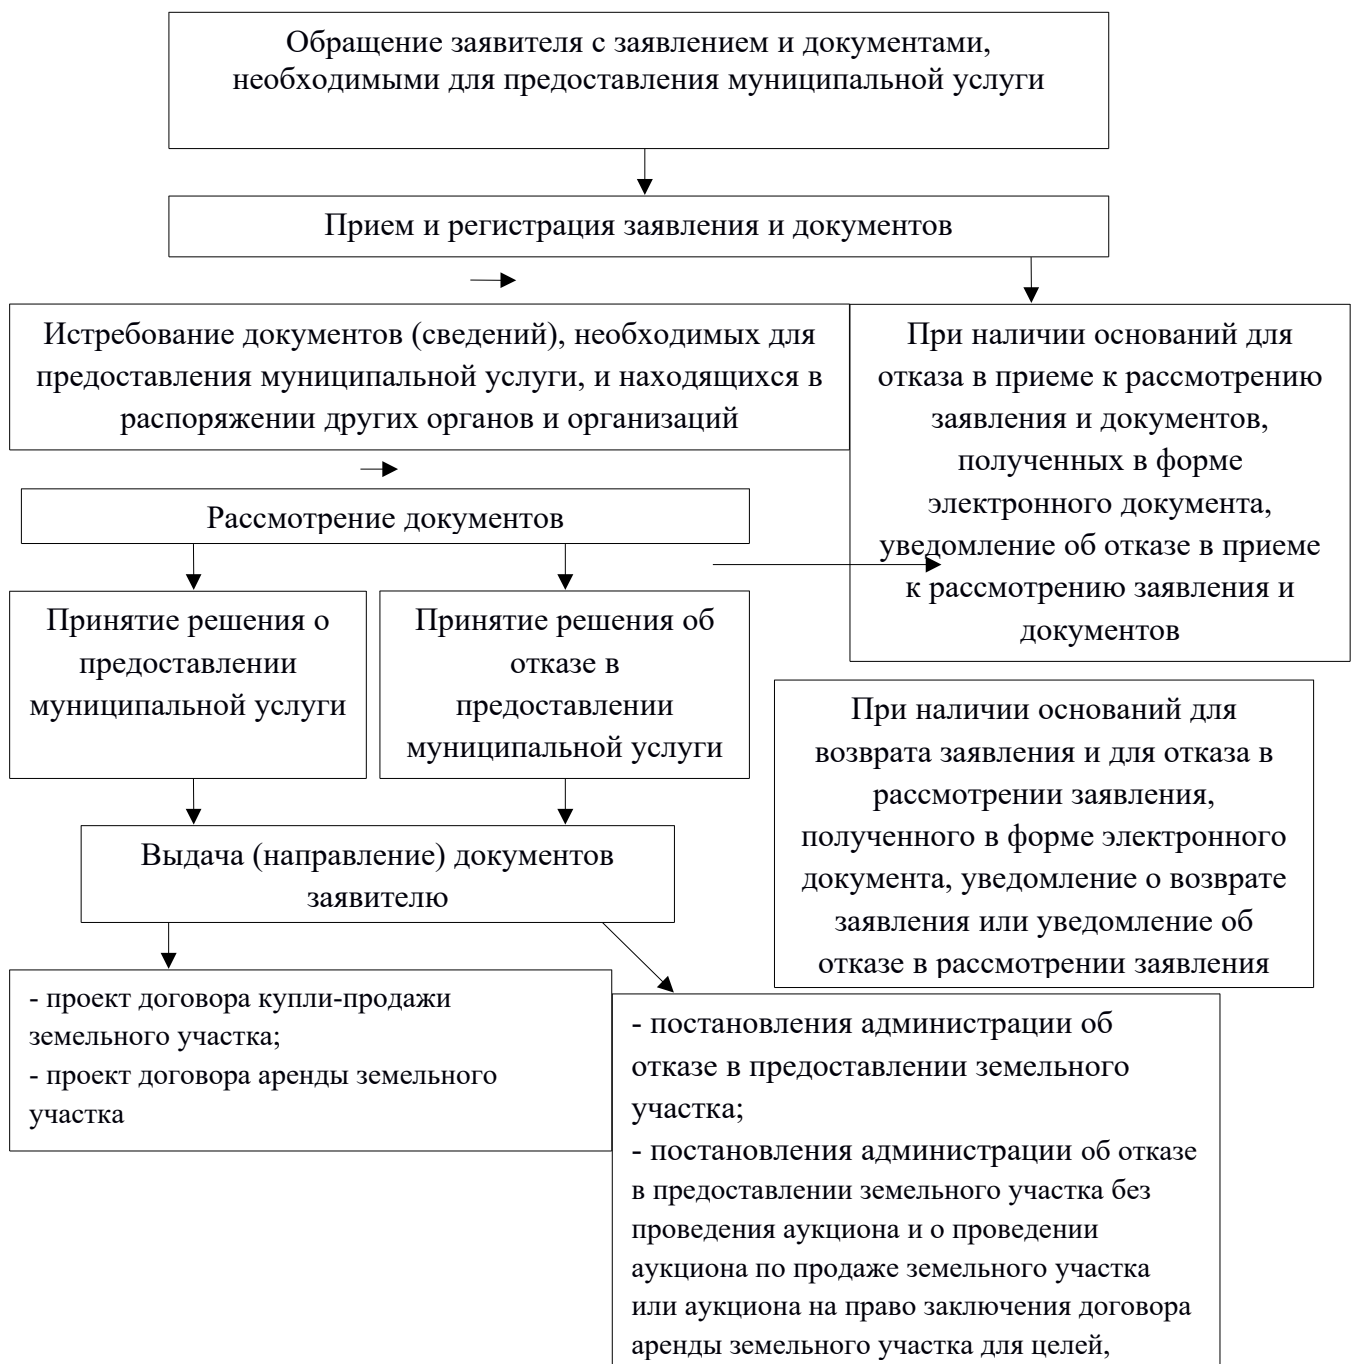 Обращение заявителя с заявлением и документами,
необходимыми для предоставления муниципальной услуги
Прием и регистрация заявления и документов
Истребование документов (сведений), необходимых для
предоставления муниципальной услуги, и находящихся в
распоряжении других органов и организаций
При наличии оснований для
отказа в приеме к рассмотрению
заявления и документов,
полученных в форме
электронного документа,
уведомление об отказе в приеме
к рассмотрению заявления и
документов
Рассмотрение документов
Принятие решения о
предоставлении
муниципальной услуги
Принятие решения об
отказе в
предоставлении
муниципальной услуги
При наличии оснований для
возврата заявления и для отказа в
рассмотрении заявления,
полученного в форме электронного
документа, уведомление о возврате
заявления или уведомление об
отказе в рассмотрении заявления
Выдача (направление) документов
заявителю
- проект договора купли-продажи
земельного участка;
- проект договора аренды земельного
участка
- постановления администрации об
отказе в предоставлении земельного
участка;
- постановления администрации об отказе
в предоставлении земельного участка без
проведения аукциона и о проведении
аукциона по продаже земельного участка
или аукциона на право заключения договора
аренды земельного участка для целей,